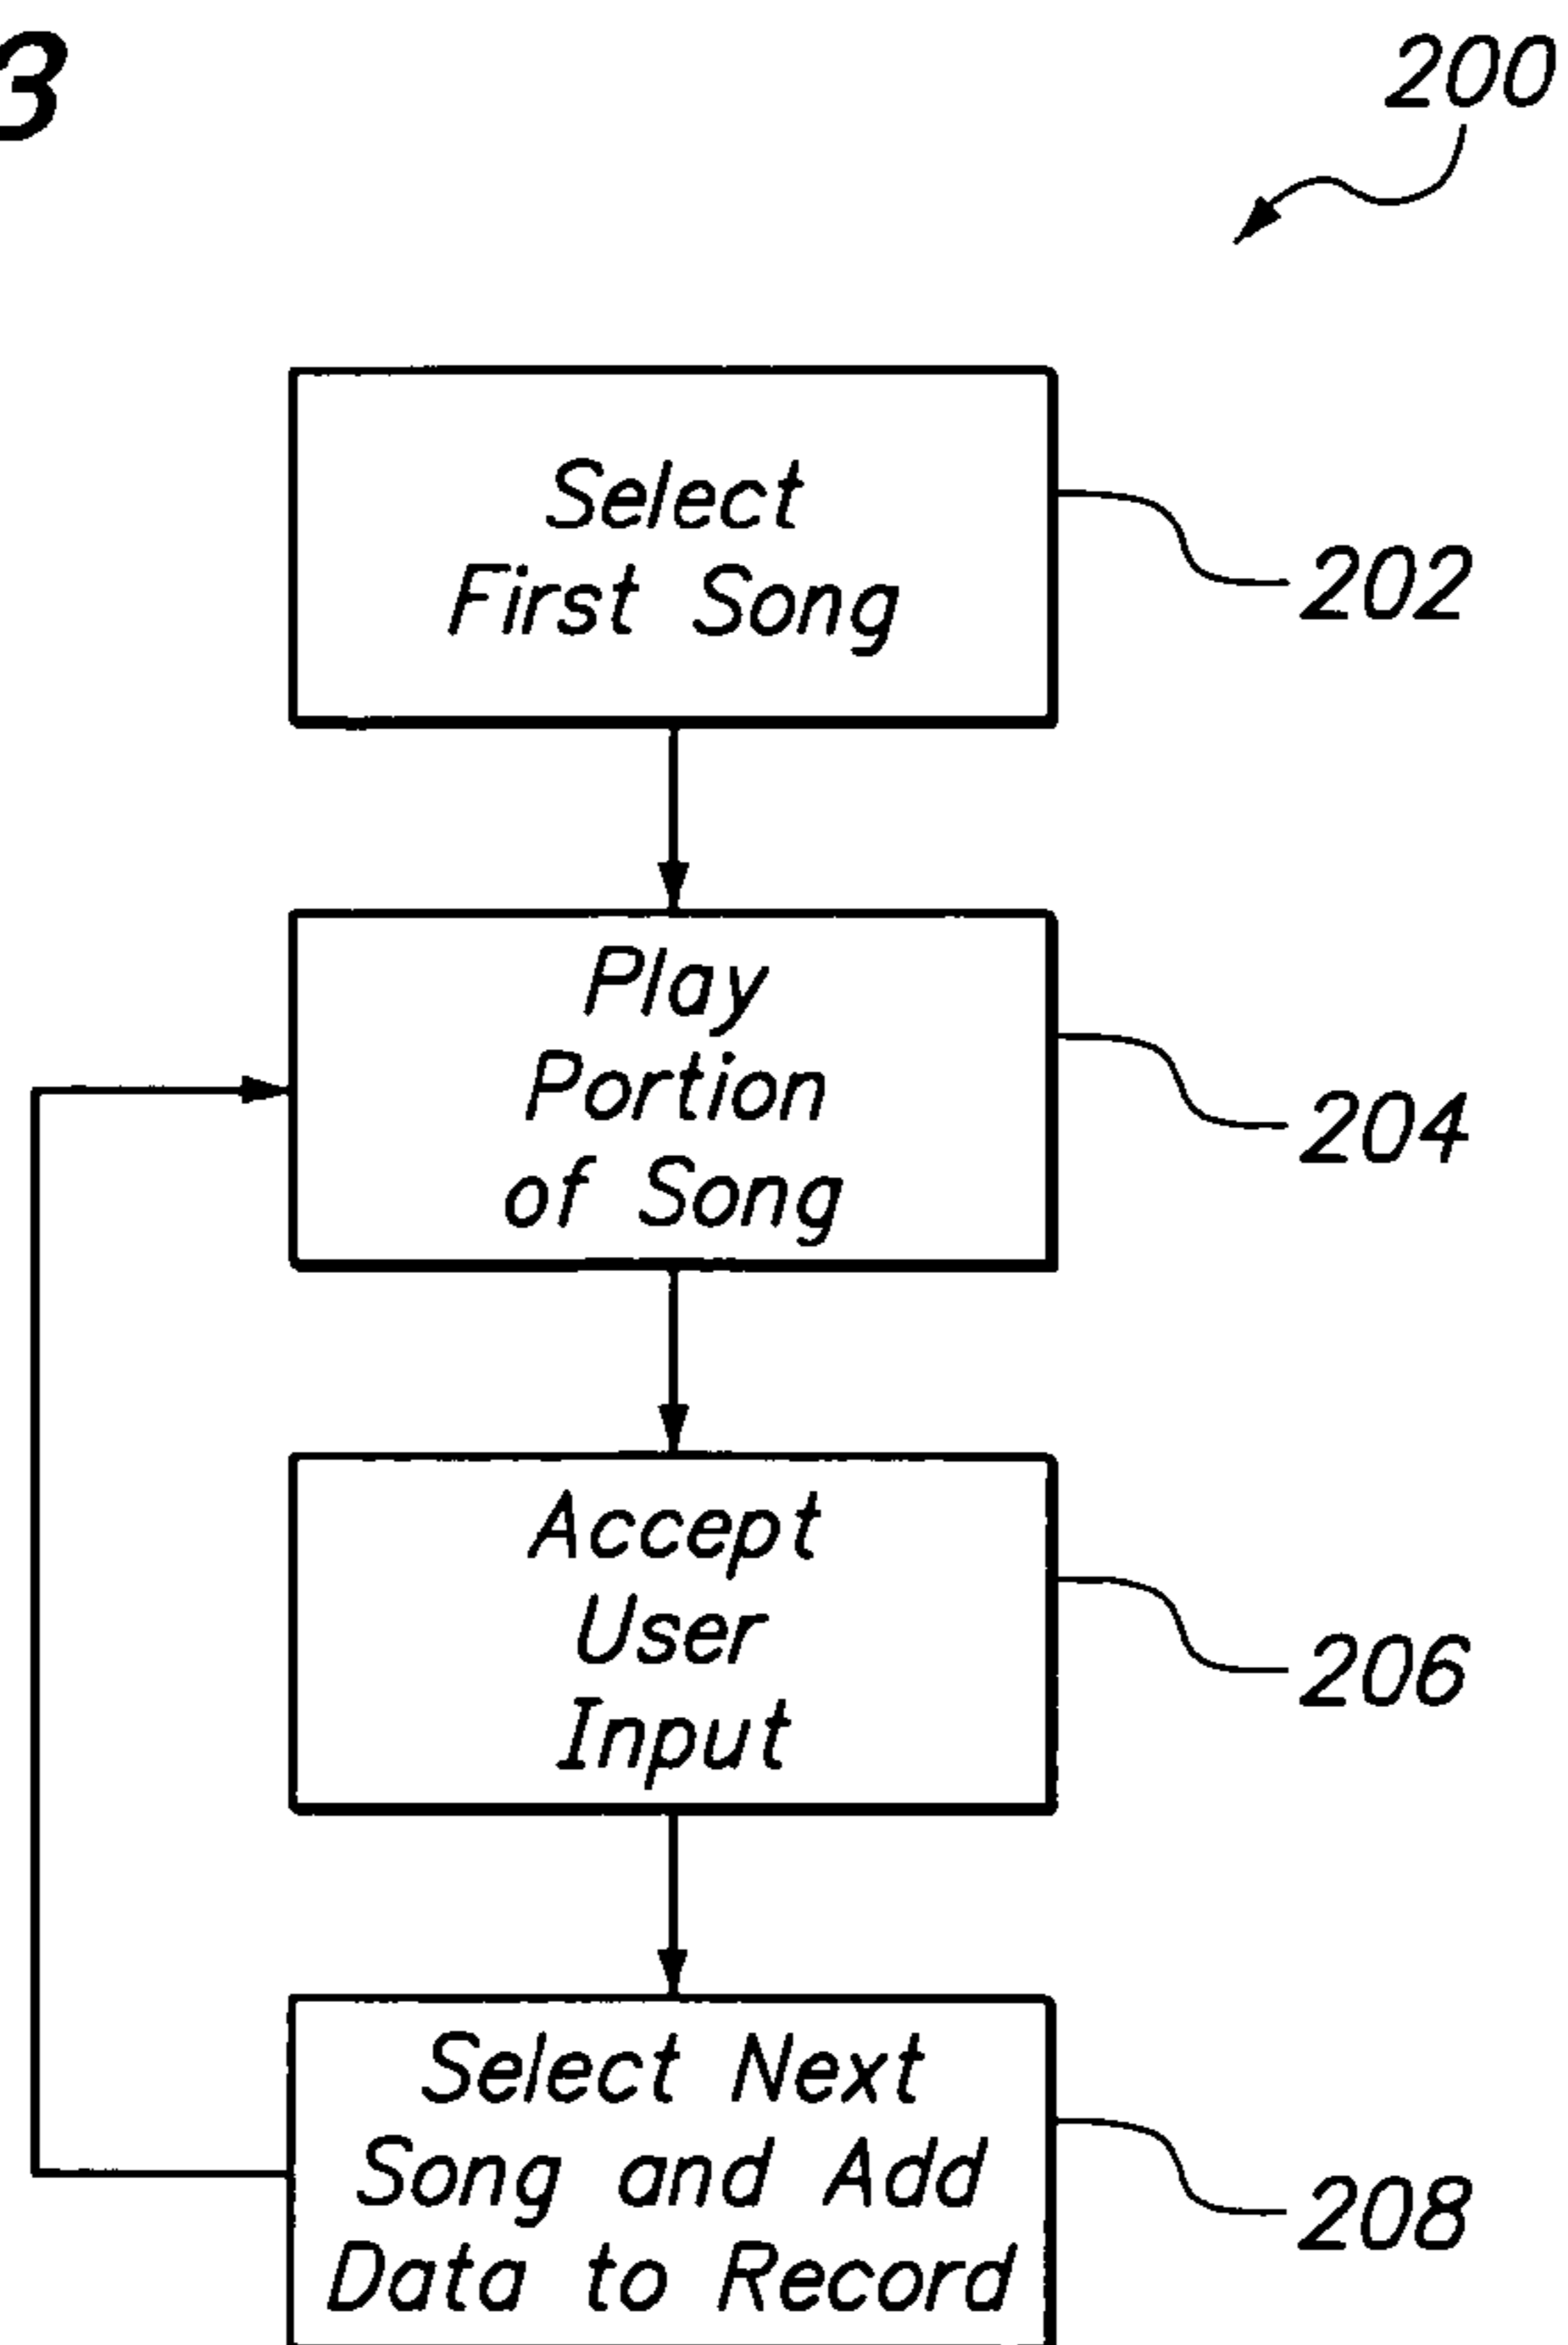 3
200
Select
First Song
202
Play
Portion
of Song
204
Accept
User
Input
206
Select Next
Song and Add
Data to Record
208